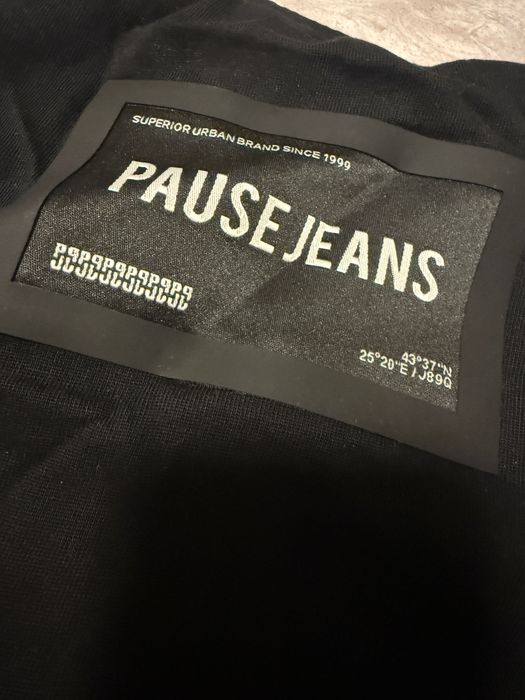 SUPERIOR URBAN BRAND SINCE 1999
PAUSE JEANS
43°37"N
25°20"E / J89Q